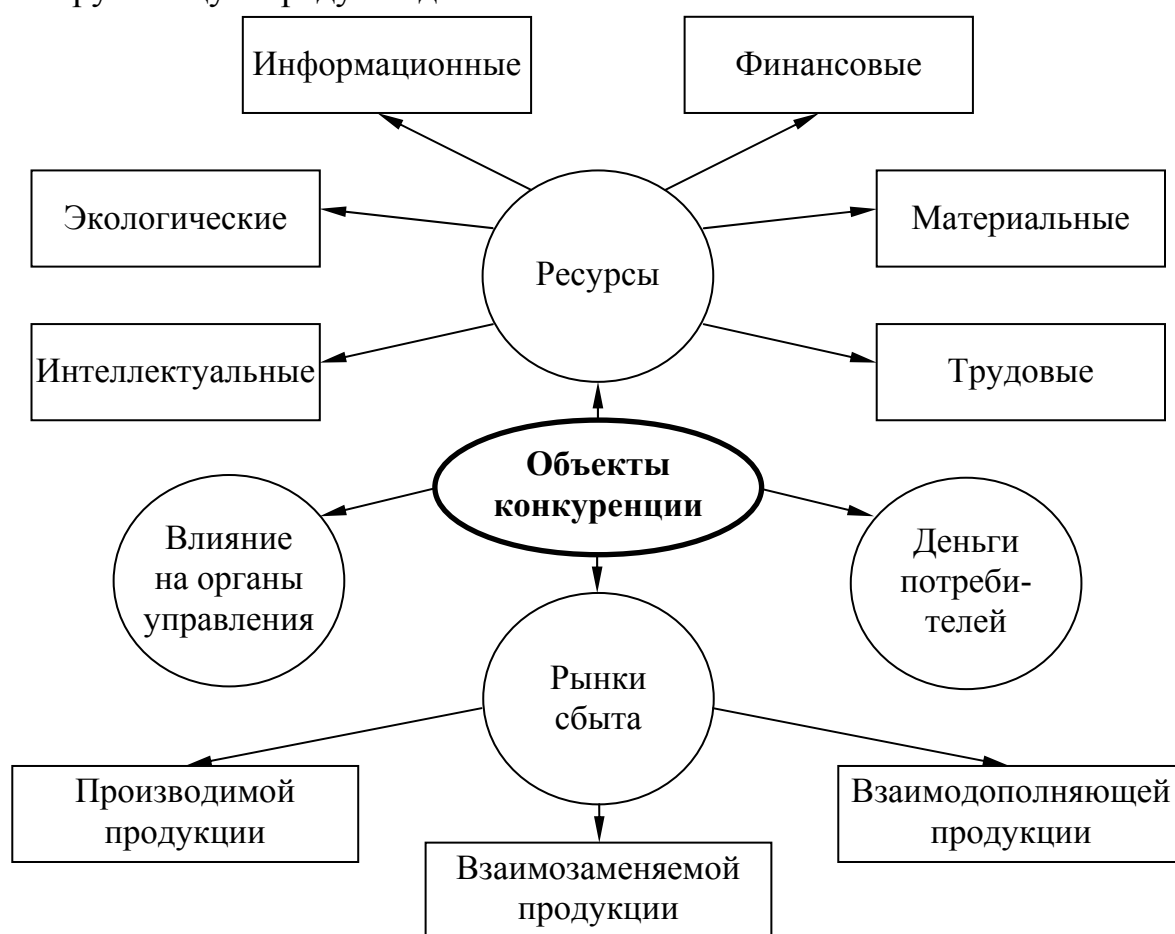 Информационные
Финансовые
Экологические
Материальные
Ресурсы
Интеллектуальные
Трудовые
Объекты
конкуренции
Влияние
на органы
управления
Деньги
потреби-
телей
Рынки
сбыта
Производимой
продукции
Взаимодополняющей
продукции
Взаимозаменяемой
продукции